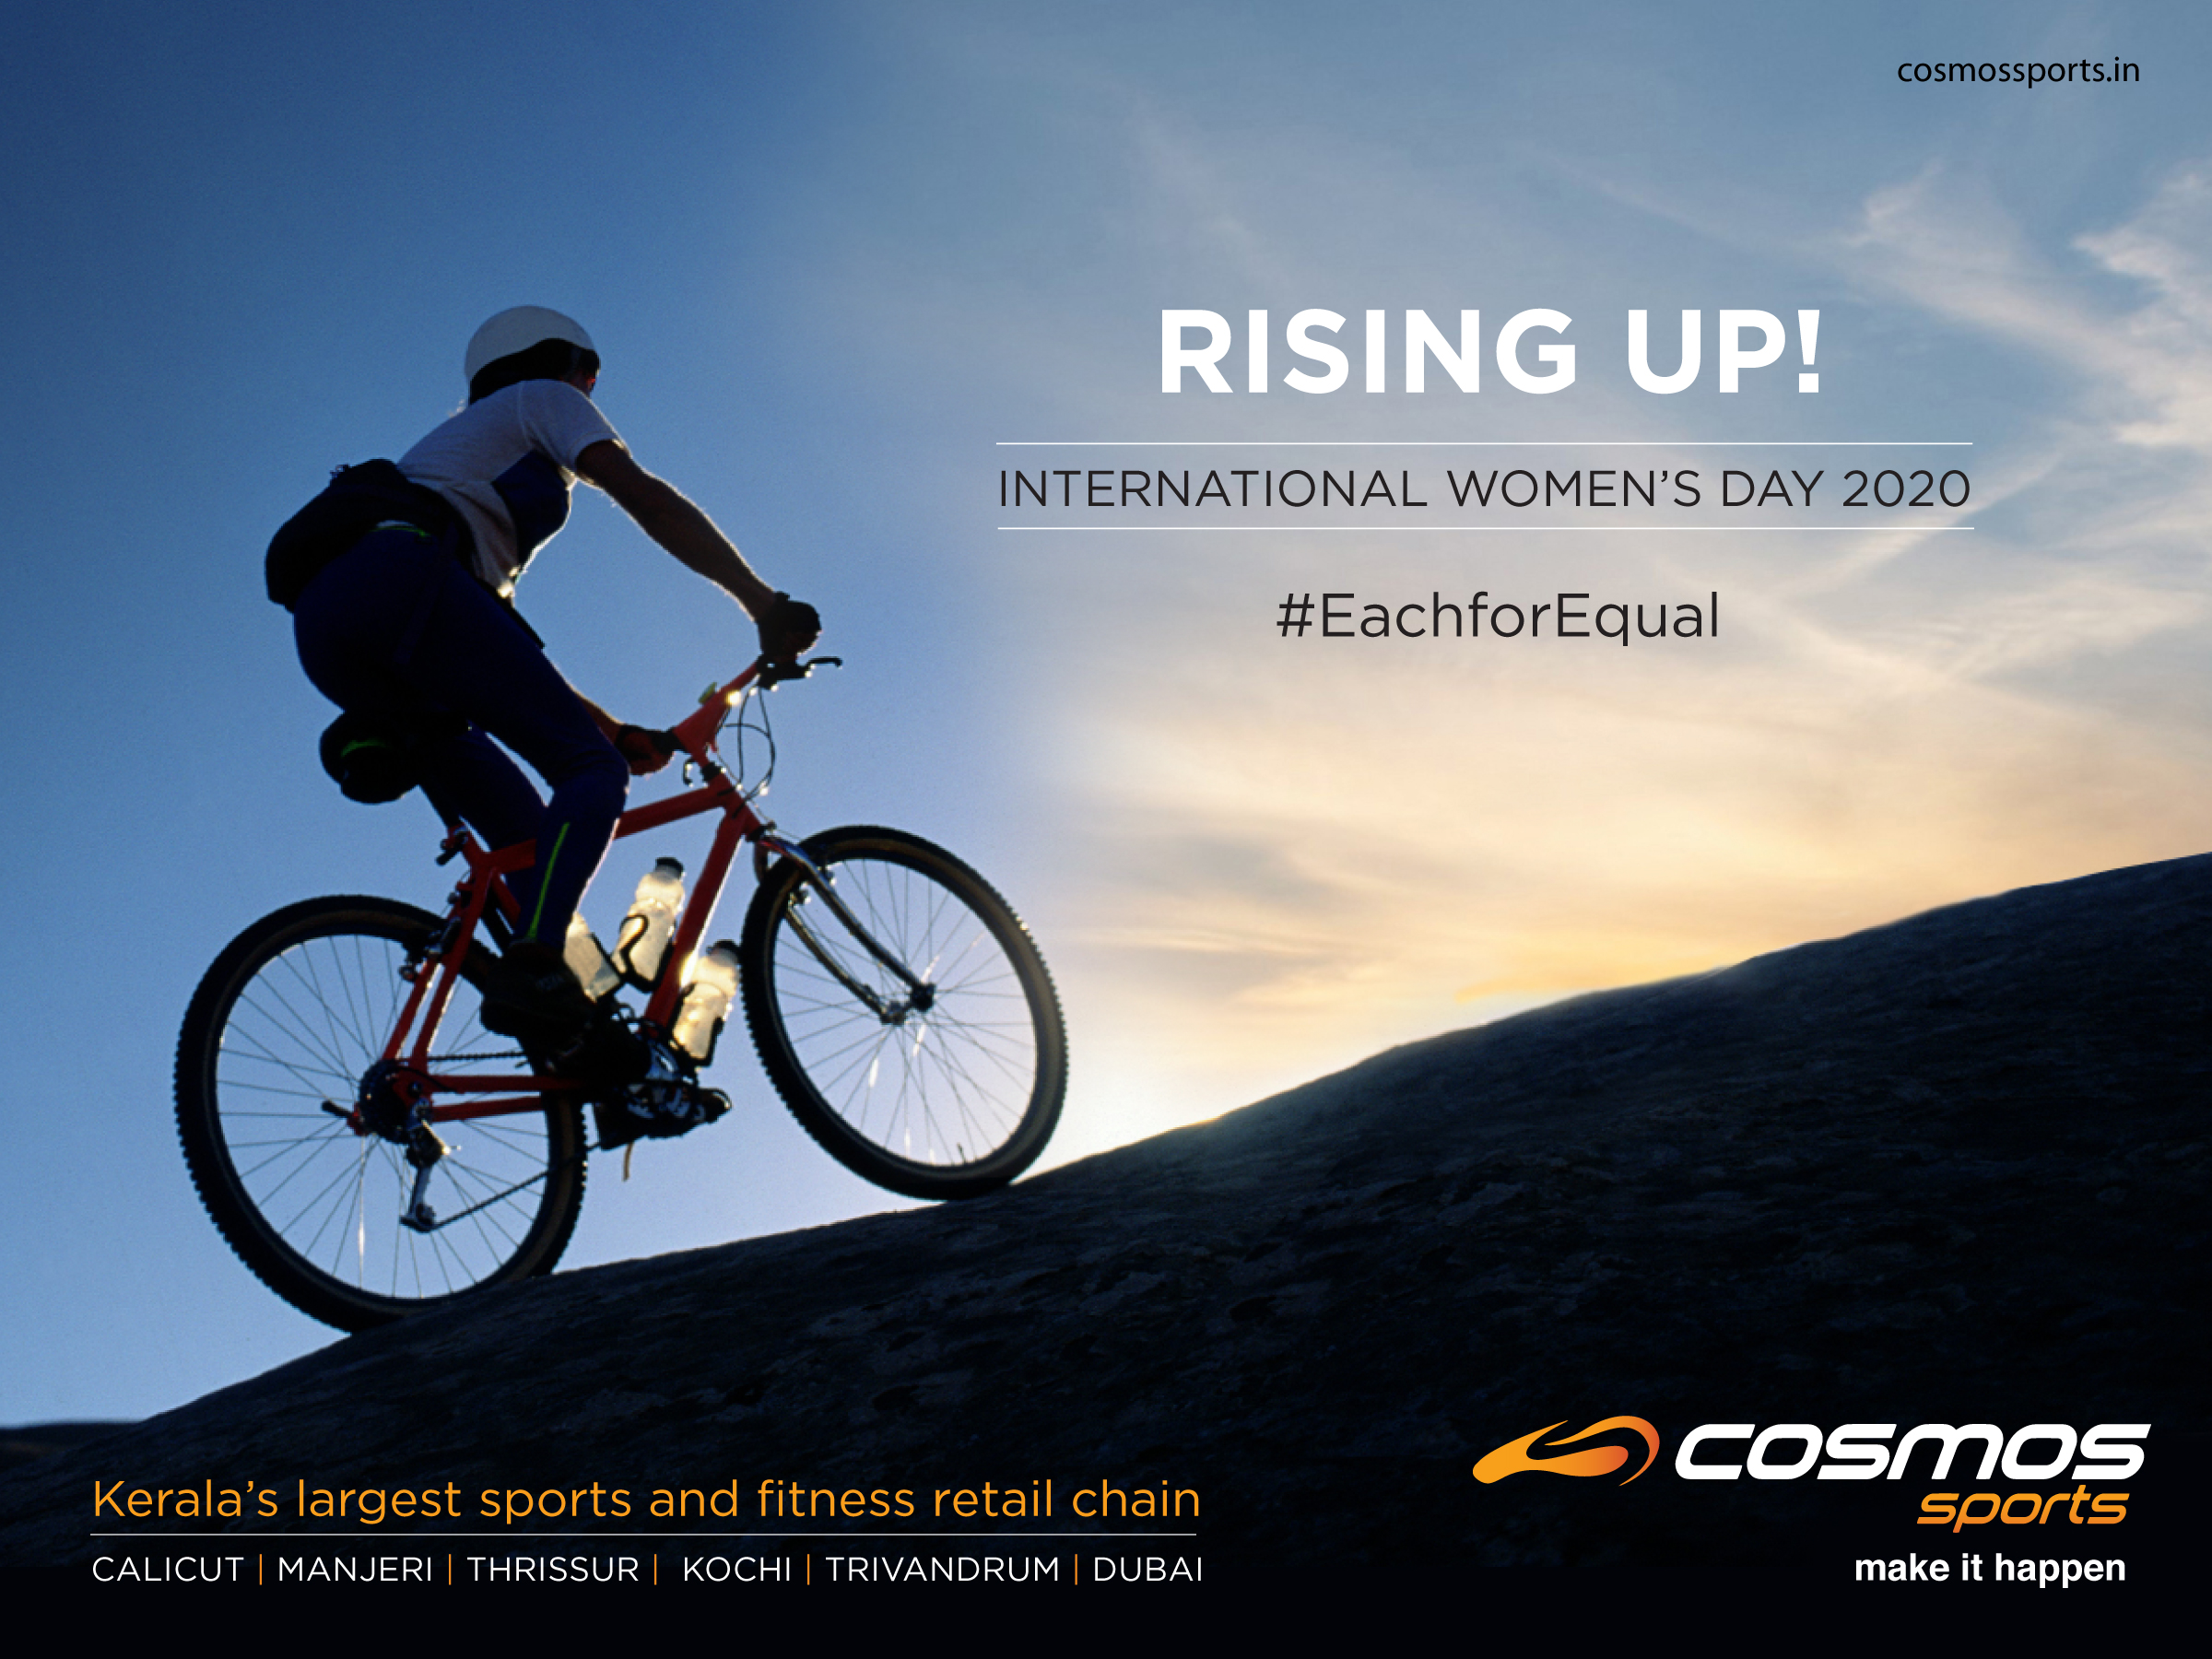 cosmossports.in
RISING UP!
INTERNATIONAL WOMEN'S DAY 2020
#EachforEqual
Kerala's largest sports and fitness retail chain
CALICUT | MANJERI | THRISSUR | KOCHI | TRIVANDRUM | DUBAI
COSMOS
sports
make it happen